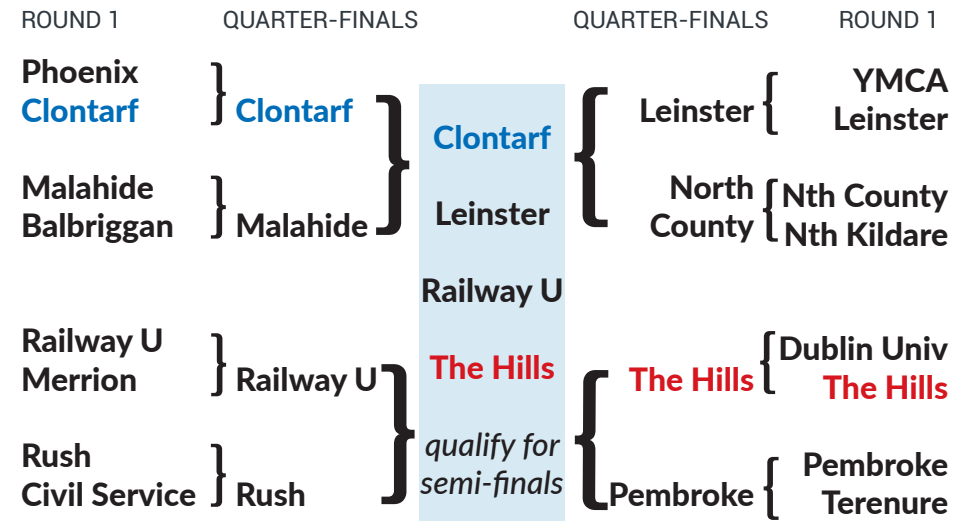 ROUND 1
QUARTER-FINALS
QUARTER-FINALS
ROUND 1
Phoenix
Clontarf
Clontarf
Malahide
Balbriggan
Malahide
Railway U
Merrion
Railway U
Rush
Civil Service
Rush
Clontarf
Leinster
Railway U
The Hills
qualify for
semi-finals
Leinster
YMCA
Leinster
North
County
Nth County
Nth Kildare
The Hills
Dublin Univ
The Hills
Pembroke
Pembroke
Terenure